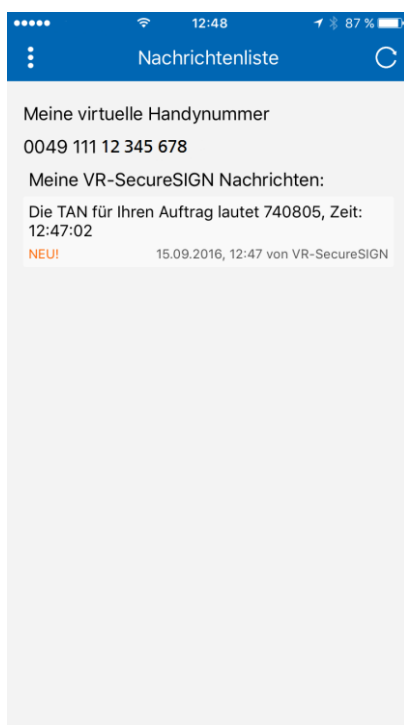 12:48
87 %
Nachrichtenliste
Meine virtuelle Handynummer
0049 111 12 345 678
Meine VR-SecureSIGN Nachrichten:
Die TAN für Ihren Auftrag lautet 740805, Zeit:
12:47:02
NEU! 15.09.2016, 12:47 von VR-SecureSIGN